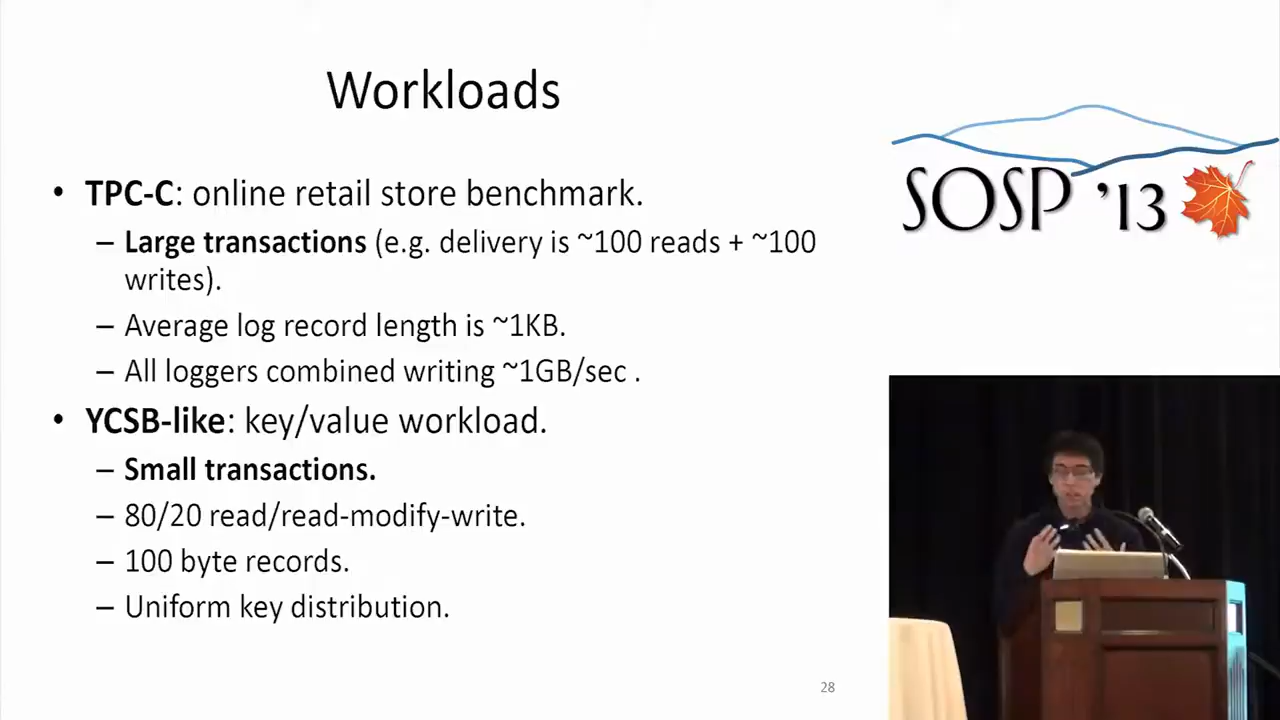 Workloads
• TPC-C: online retail store benchmark.
– Large transactions (e.g. delivery is ~100 reads + ~100
writes).
– Average log record length is ~1KB.
– All loggers combined writing ~1GB/sec .
• YCSB-like: key/value workload.
– Small transactions.
– 80/20 read/read-modify-write.
– 100 byte records.
– Uniform key distribution.
28
SOSP '13